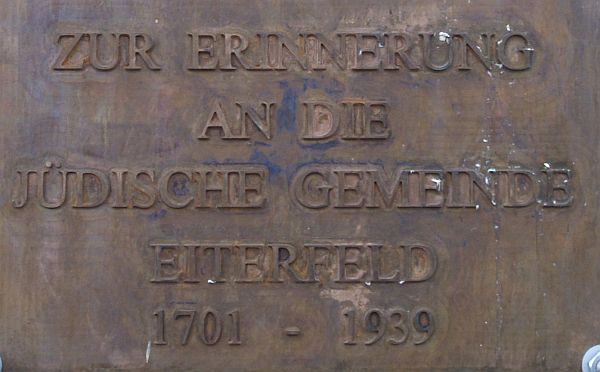 ZUR ERINNERUNG
AN DIE
JÜDISCHE GEMEINDE
EITERFELD
1701 - 1939